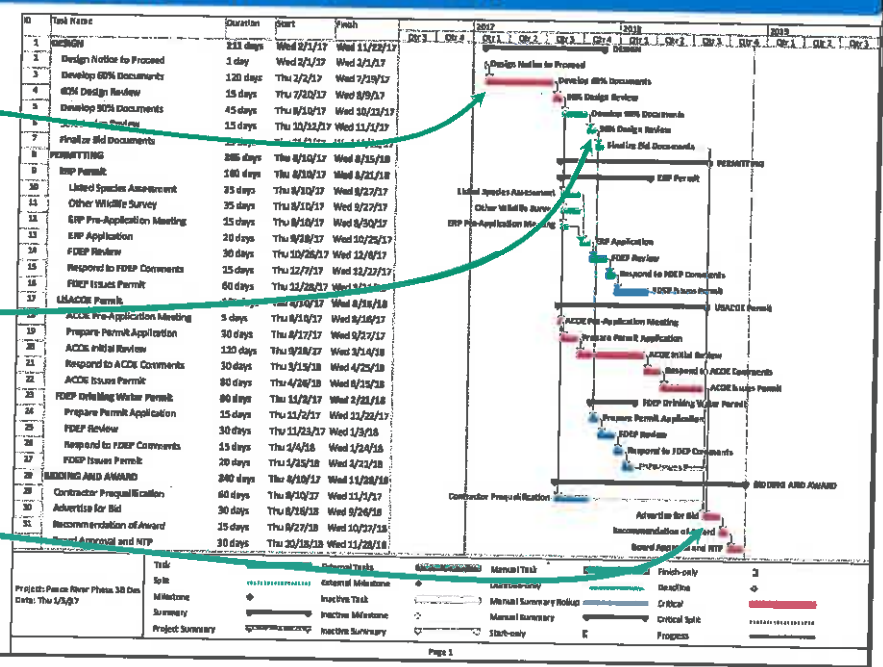 ID Task Name Duration Start Finish 2017 2018 2019
Qtr 3 Qtr 4 Qtr 1 Qtr 2 Qtr 3 Qtr 4 Qtr 1 Qtr 2 Qtr 3 Qtr 4 Qtr 1 Qtr 2 Qtr 3
1 DESIGN 211 days Wed 2/1/17 Wed 11/22/17 DESIGN
2 Design Notice to Proceed 1 day Wed 2/1/17 Wed 2/1/17 Design Notice to Proceed
3 Develop 60% Documents 120 days Thu 2/2/17 Wed 7/19/17 Develop 60% Documents
4 60% Design Review 15 days Thu 7/20/17 Wed 8/9/17 60% Design Review
5 Develop 90% Documents 45 days Thu 8/10/17 Wed 10/11/17 Develop 90% Documents
Review 15 days Thu 10/12/17 Wed 11/1/17 90% Design Review
7 Finalize Bid Documents Finalize Bid Documents
8 PERMITTING Thu 8/10/17 Wed 8/15/18 PERMITTING
9 ERP Permit Thu 8/10/17 Wed 3/21/18 ERP Permit
10 Listed Species Assessment 35 days Thu 8/10/17 Wed 9/27/17 Listed Species Assessment
11 Other Wildlife Survey 35 days Thu 8/10/17 Wed 9/27/17 Other Wildlife Survey
12 ERP Pre-Application Meeting 15 days Thu 8/10/17 Wed 8/30/17 ERP Pre-Application Meeting
13 ERP Application 20 days Thu 9/28/17 Wed 10/25/17 ERP Application
14 FDEP Review 30 days Thu 10/26/17 Wed 12/6/17 FDEP Review
15 Respond to FDEP Comments 15 days Thu 12/7/17 Wed 12/27/17 Respond to FDEP Comments
16 FDEP Issues Permit 60 days Thu 12/28/17 Wed FDEP Issues Permit
17 USACOE Permit Wed 8/15/18 USACOE Permit
ACOE Pre-Application Meeting 5 days Thu 8/10/17 Wed 8/16/17 ACOE Pre-Application Meeting
19 Prepare Permit Application 30 days Thu 8/17/17 Wed 9/27/17 Prepare Permit Application
20 ACOE Initial Review 120 days Thu 9/28/17 Wed 3/14/18 ACOE Initial Review
21 Respond to ACOE Comments 30 days Thu 3/15/18 Wed 4/25/18 Respond to ACOE Comments
22 ACOE Issues Permit 80 days Thu 4/26/18 Wed 8/15/18 ACOE Issues Permit
23 FDEP Drinking Water Permit 80 days Thu 11/2/17 Wed 2/21/18 FDEP Drinking Water Permit
24 Prepare Permit Application 15 days Thu 11/2/17 Wed 11/22/17 Prepare Permit Application
25 FDEP Review 30 days Thu 11/23/17 Wed 1/3/18 FDEP Review
26 Respond to FDEP Comments 15 days Thu 1/4/18 Wed 1/24/18 Respond to FDEP Comments
27 FDEP Issues Permit 20 days Thu 1/25/18 Wed 2/21/18 FDEP Issues Permit
BIDDING AND AWARD 340 days Thu 8/10/17 Wed 11/28/18 BIDDING AND AWARD
Contractor Prequalification 60 days Thu 8/10/17 Wed 11/1/17 Contractor Prequalification
30 Advertise for Bid 30 days Thu 8/16/18 Wed 9/26/18 Advertise for Bid
31 Recommendation of Award 15 days Thu 9/27/18 Wed 10/17/18 Recommendation of Award
Board Approval and NTP 30 days Thu 10/18/18 Wed 11/28/18 Board Approval and NTP
Project: Peace River Phase 3B Des
Date: Thu 1/5/17
Task External Tasks Manual Task Finish-only
Split External Milestone Duration-only Deadline
Milestone Inactive Task Manual Summary Rollup Critical
Summary Inactive Milestone Manual Summary Critical Split
Project Summary Inactive Summary Start-only Progress
Page 1